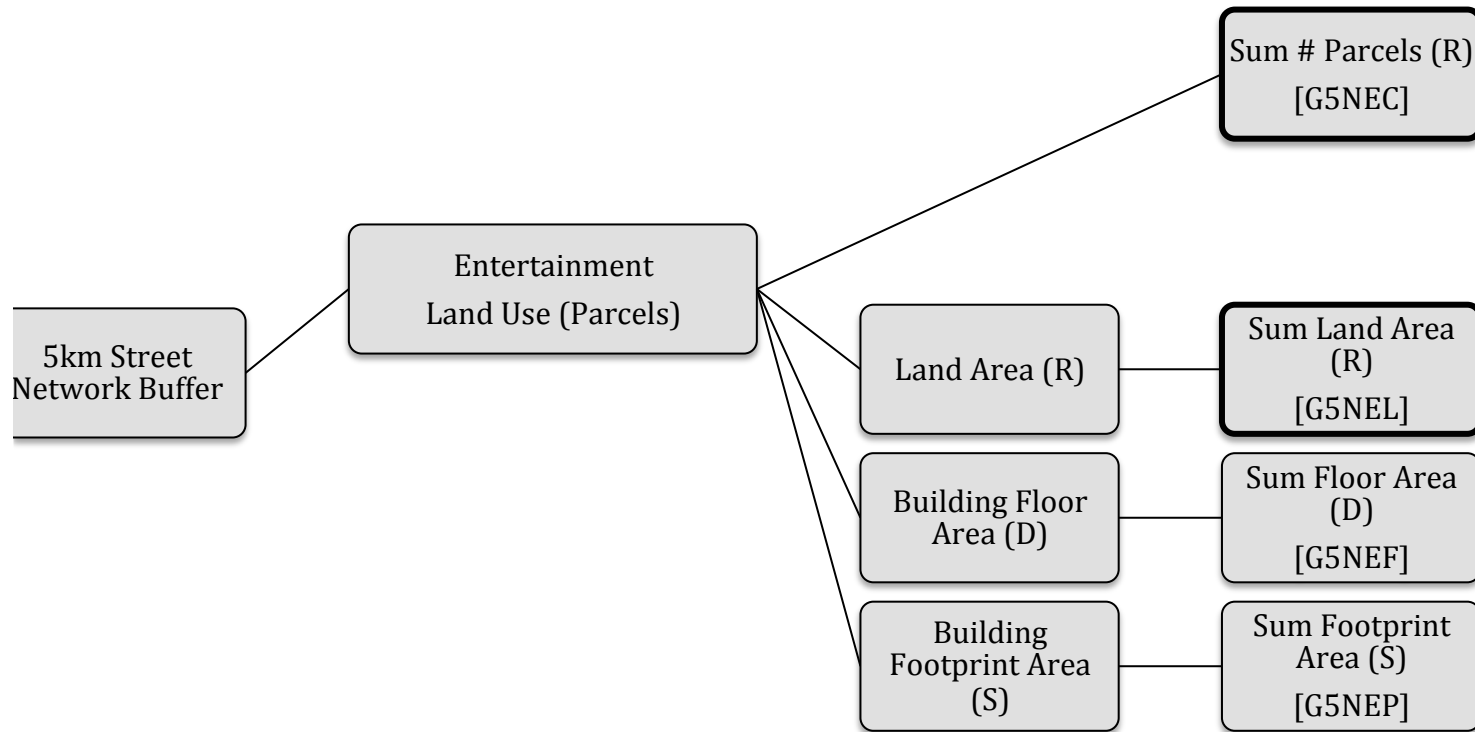 Sum # Parcels (R)
[G5NEC]
Entertainment
Land Use (Parcels)
5km Street
Network Buffer
Land Area (R)
Sum Land Area
(R)
[G5NEL]
Building Floor
Area (D)
Sum Floor Area
(D)
[G5NEF]
Building
Footprint Area
(S)
Sum Footprint
Area (S)
[G5NEP]